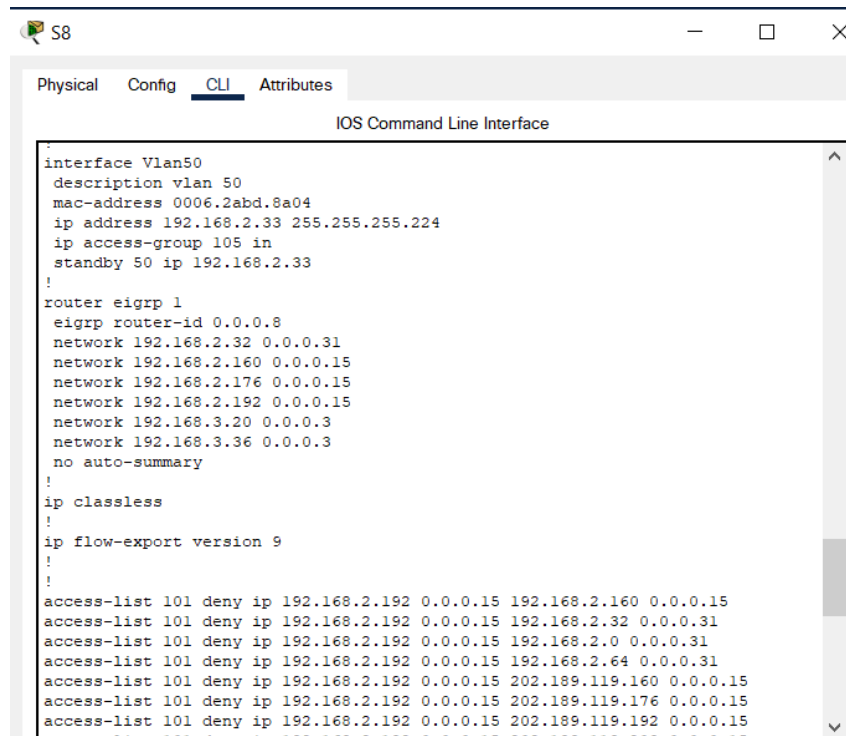 S8
Physical Config CLI Attributes
IOS Command Line Interface
!
interface Vlan50
description vlan 50
mac-address 0006.2abd.8a04
ip address 192.168.2.33 255.255.255.224
ip access-group 105 in
standby 50 ip 192.168.2.33
!
router eigrp 1
eigrp router-id 0.0.0.8
network 192.168.2.32 0.0.0.31
network 192.168.2.160 0.0.0.15
network 192.168.2.176 0.0.0.15
network 192.168.2.192 0.0.0.15
network 192.168.3.20 0.0.0.3
network 192.168.3.36 0.0.0.3
no auto-summary
!
ip classless
!
ip flow-export version 9
!
!
access-list 101 deny ip 192.168.2.192 0.0.0.15 192.168.2.160 0.0.0.15
access-list 101 deny ip 192.168.2.192 0.0.0.15 192.168.2.32 0.0.0.31
access-list 101 deny ip 192.168.2.192 0.0.0.15 192.168.2.0 0.0.0.31
access-list 101 deny ip 192.168.2.192 0.0.0.15 192.168.2.64 0.0.0.31
access-list 101 deny ip 192.168.2.192 0.0.0.15 202.189.119.160 0.0.0.15
access-list 101 deny ip 192.168.2.192 0.0.0.15 202.189.119.176 0.0.0.15
access-list 101 deny ip 192.168.2.192 0.0.0.15 202.189.119.192 0.0.0.15